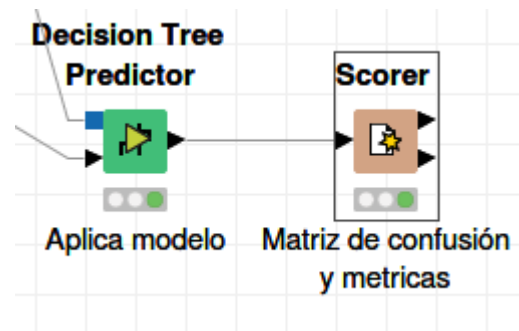 Decision Tree
Predictor
Scorer
Aplica modelo
Matriz de confusión
y metricas